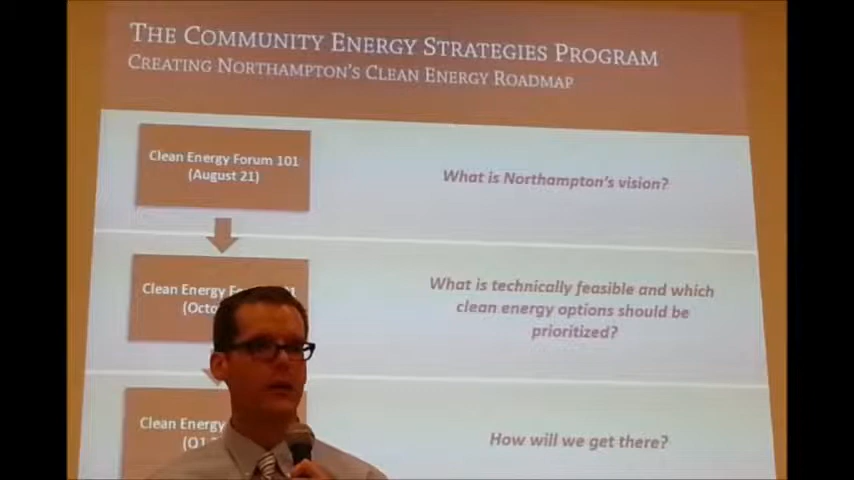 THE COMMUNITY ENERGY STRATEGIES PROGRAM
CREATING NORTHAMPTON'S CLEAN ENERGY ROADMAP
Clean Energy Forum 101
(August 21)
What is Northampton's vision?
Clean Energy
What is technically feasible and which
clean energy options should be
prioritized?
Clean Energy
(Q1
How will we get there?